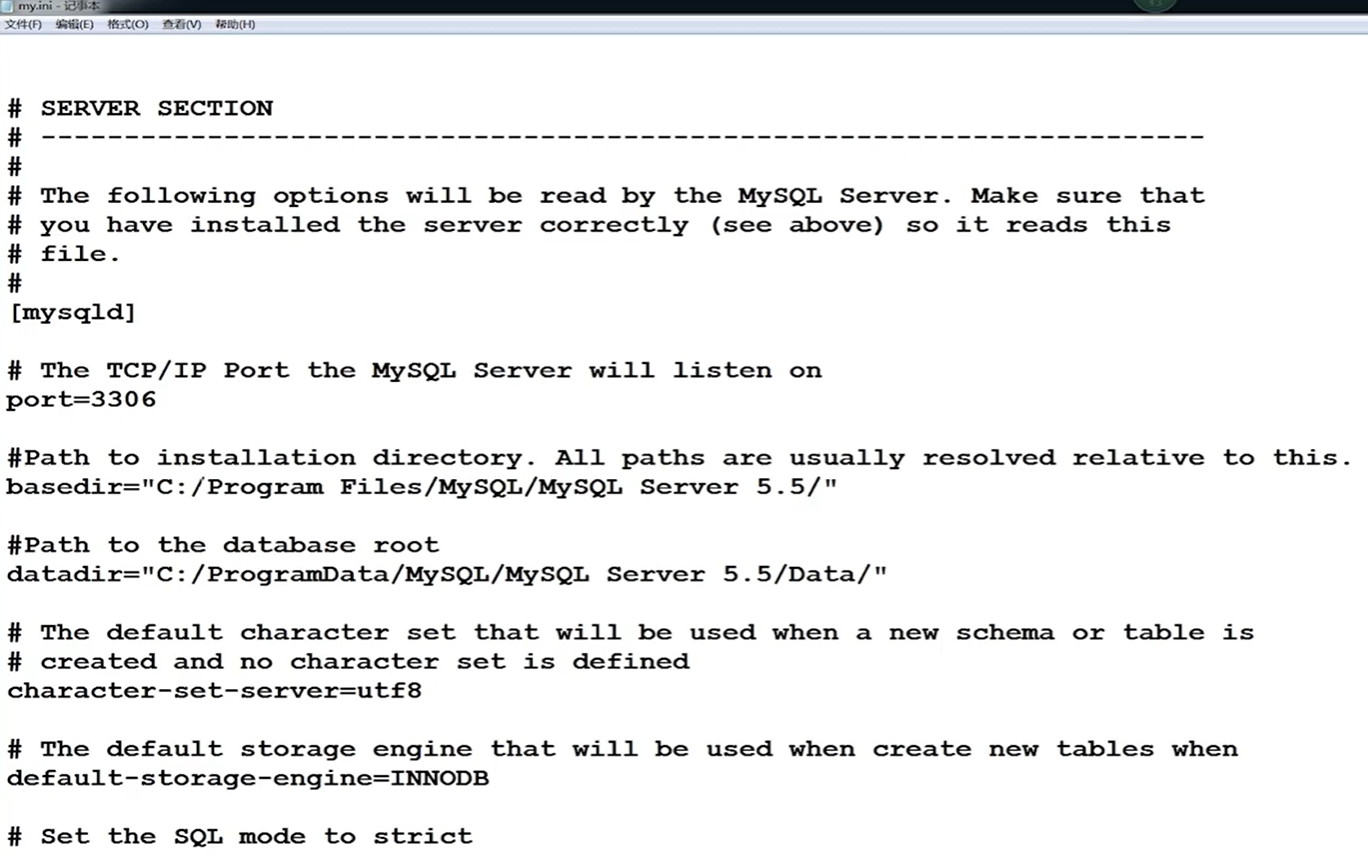 my.ini - 记事本
文件(F) 编辑(E) 格式(O) 查看(V) 帮助(H)
# SERVER SECTION
# ----------------------------------------------------------------------
#
# The following options will be read by the MySQL Server. Make sure that
# you have installed the server correctly (see above) so it reads this
# file.
#
[mysqld]
# The TCP/IP Port the MySQL Server will listen on
port=3306
#Path to installation directory. All paths are usually resolved relative to this.
basedir="C:/Program Files/MySQL/MySQL Server 5.5/"
#Path to the database root
datadir="C:/ProgramData/MySQL/MySQL Server 5.5/Data/"
# The default character set that will be used when a new schema or table is
# created and no character set is defined
character-set-server=utf8
# The default storage engine that will be used when create new tables when
default-storage-engine=INNODB
# Set the SQL mode to strict